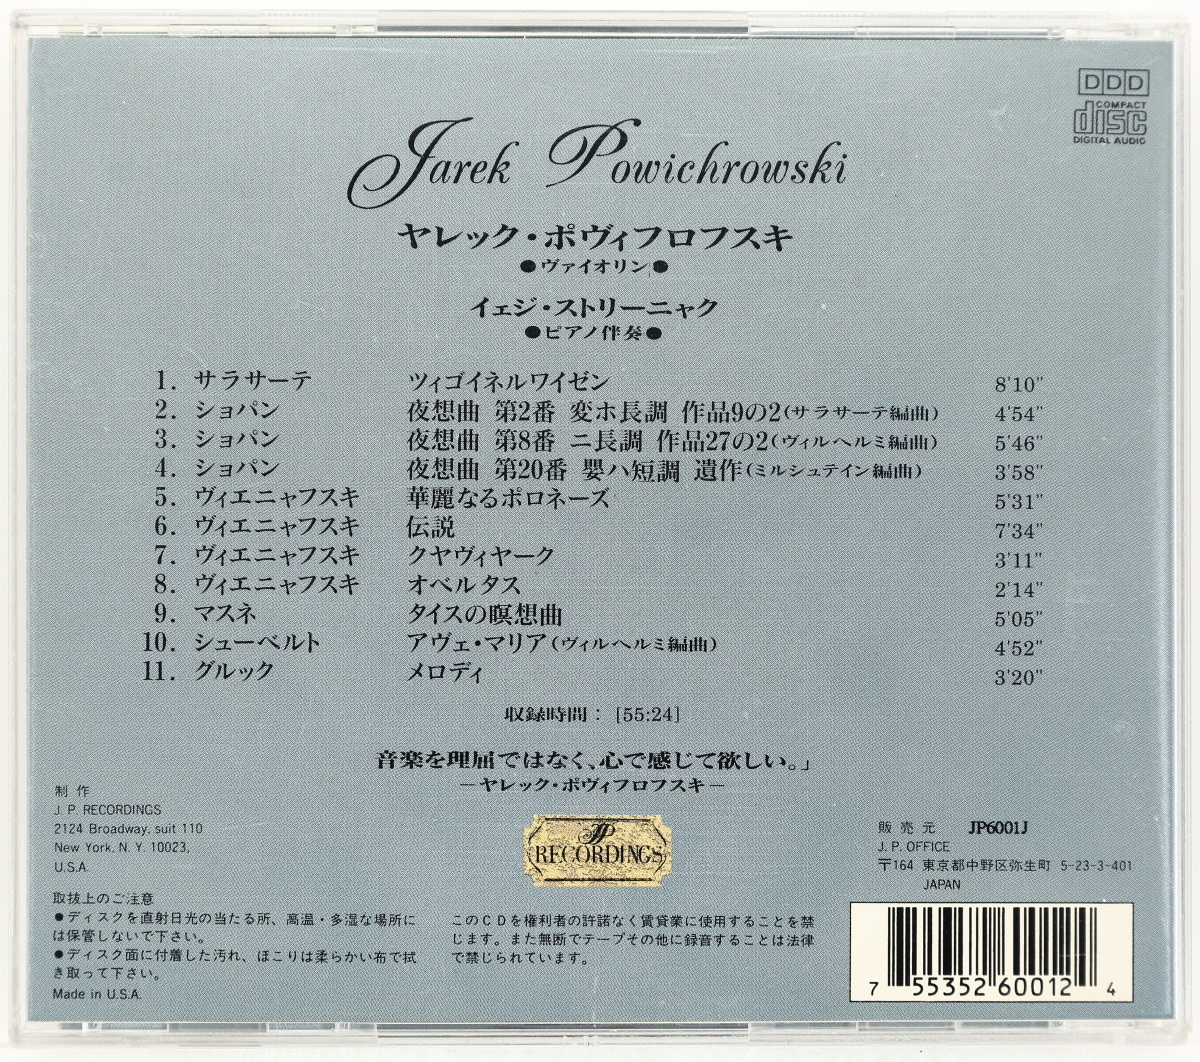 DDD
COMPACT
disc
DIGITAL AUDIO
Jarek Powichrowski
ヤレック・ポヴィフロフスキ
●ヴァイオリン●
イェジ・ストリーニャク
●ピアノ伴奏●
1. サラサーテ ツィゴイネルワイゼン 8'10"
2. ショパン 夜想曲 第2番 変ホ長調 作品9の2(サラサーテ編曲) 4'54"
3. ショパン 夜想曲 第8番 ニ長調 作品27の2(ヴィルヘルミ編曲) 5'46"
4. ショパン 夜想曲 第20番 嬰ハ短調 遺作(ミルシュテイン編曲) 3'58"
5. ヴィエニャフスキ 華麗なるポロネーズ 5'31"
6. ヴィエニャフスキ 伝説 7'34"
7. ヴィエニャフスキ クヤヴィヤーク 3'11"
8. ヴィエニャフスキ オベルタス 2'14"
9. マスネ タイスの瞑想曲 5'05"
10. シューベルト アヴェ・マリア(ヴィルヘルミ編曲) 4'52"
11. グルック メロディ 3'20"
収録時間： [55:24]
音楽を理屈ではなく、心で感じて欲しい。」
―ヤレック・ポヴィフロフスキ―
制作
J. P. RECORDINGS
2124 Broadway, suit 110
New York, N. Y. 10023,
U.S.A.
JP
RECORDINGS
販売元 JP6001J
J. P. OFFICE
〒164 東京都中野区弥生町 5-23-3-401
JAPAN
取扱上のご注意
●ディスクを直射日光の当たる所、高温・多湿な場所に
は保管しないで下さい。
●ディスク面に付着した汚れ、ほこりは柔らかい布で拭
き取って下さい。
Made in U.S.A.
このＣＤを権利者の許諾なく賃貸業に使用することを禁
じます。また無断でテープその他に録音することは法律
で禁じられています。
7 55352 60012 4